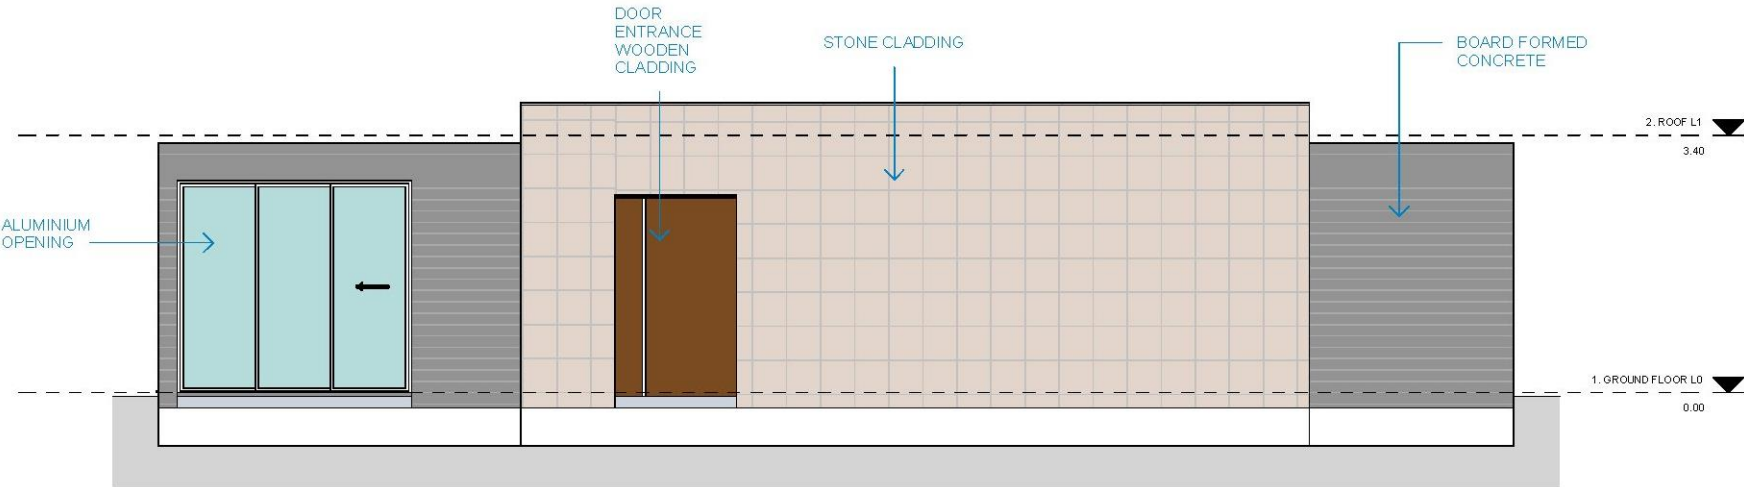 DOOR
ENTRANCE
WOODEN
CLADDING
STONE CLADDING
BOARD FORMED
CONCRETE
2. ROOF L1
3.40
ALUMINIUM
OPENING
1. GROUND FLOOR L0
0.00